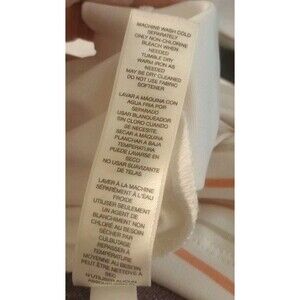 MACHINE WASH COLD
SEPARATELY
ONLY NON-CHLORINE
BLEACH WHEN
NEEDED
TUMBLE DRY
WARM IRON AS
NEEDED
MAY BE DRY CLEANED
DO NOT USE FABRIC
SOFTENER
LAVAR A MÁQUINA CON
AGUA FRIA POR
SEPARADO
USAR BLANQUEADOR
SIN CLORO CUANDO
SE NECESITE
SECAR A MÁQUINA
PLANCHAR A BAJA
TEMPERATURA
PUEDE LAVARSE EN
SECO
NO USAR SUAVIZANTE
DE TELAS
LAVER À LA MACHINE
SÉPARÉMENT À L'EAU
FROIDE
UTILISER SEULEMENT
UN AGENT DE
BLANCHIMENT NON
CHLORÉ AU BESOIN
SÉCHER PAR
CULBUTAGE
REPASSER À
TEMPÉRATURE
MOYENNE AU BESOIN
PEUT ÊTRE NETTOYÉ À
SEC
N'UTILISER AUCUN